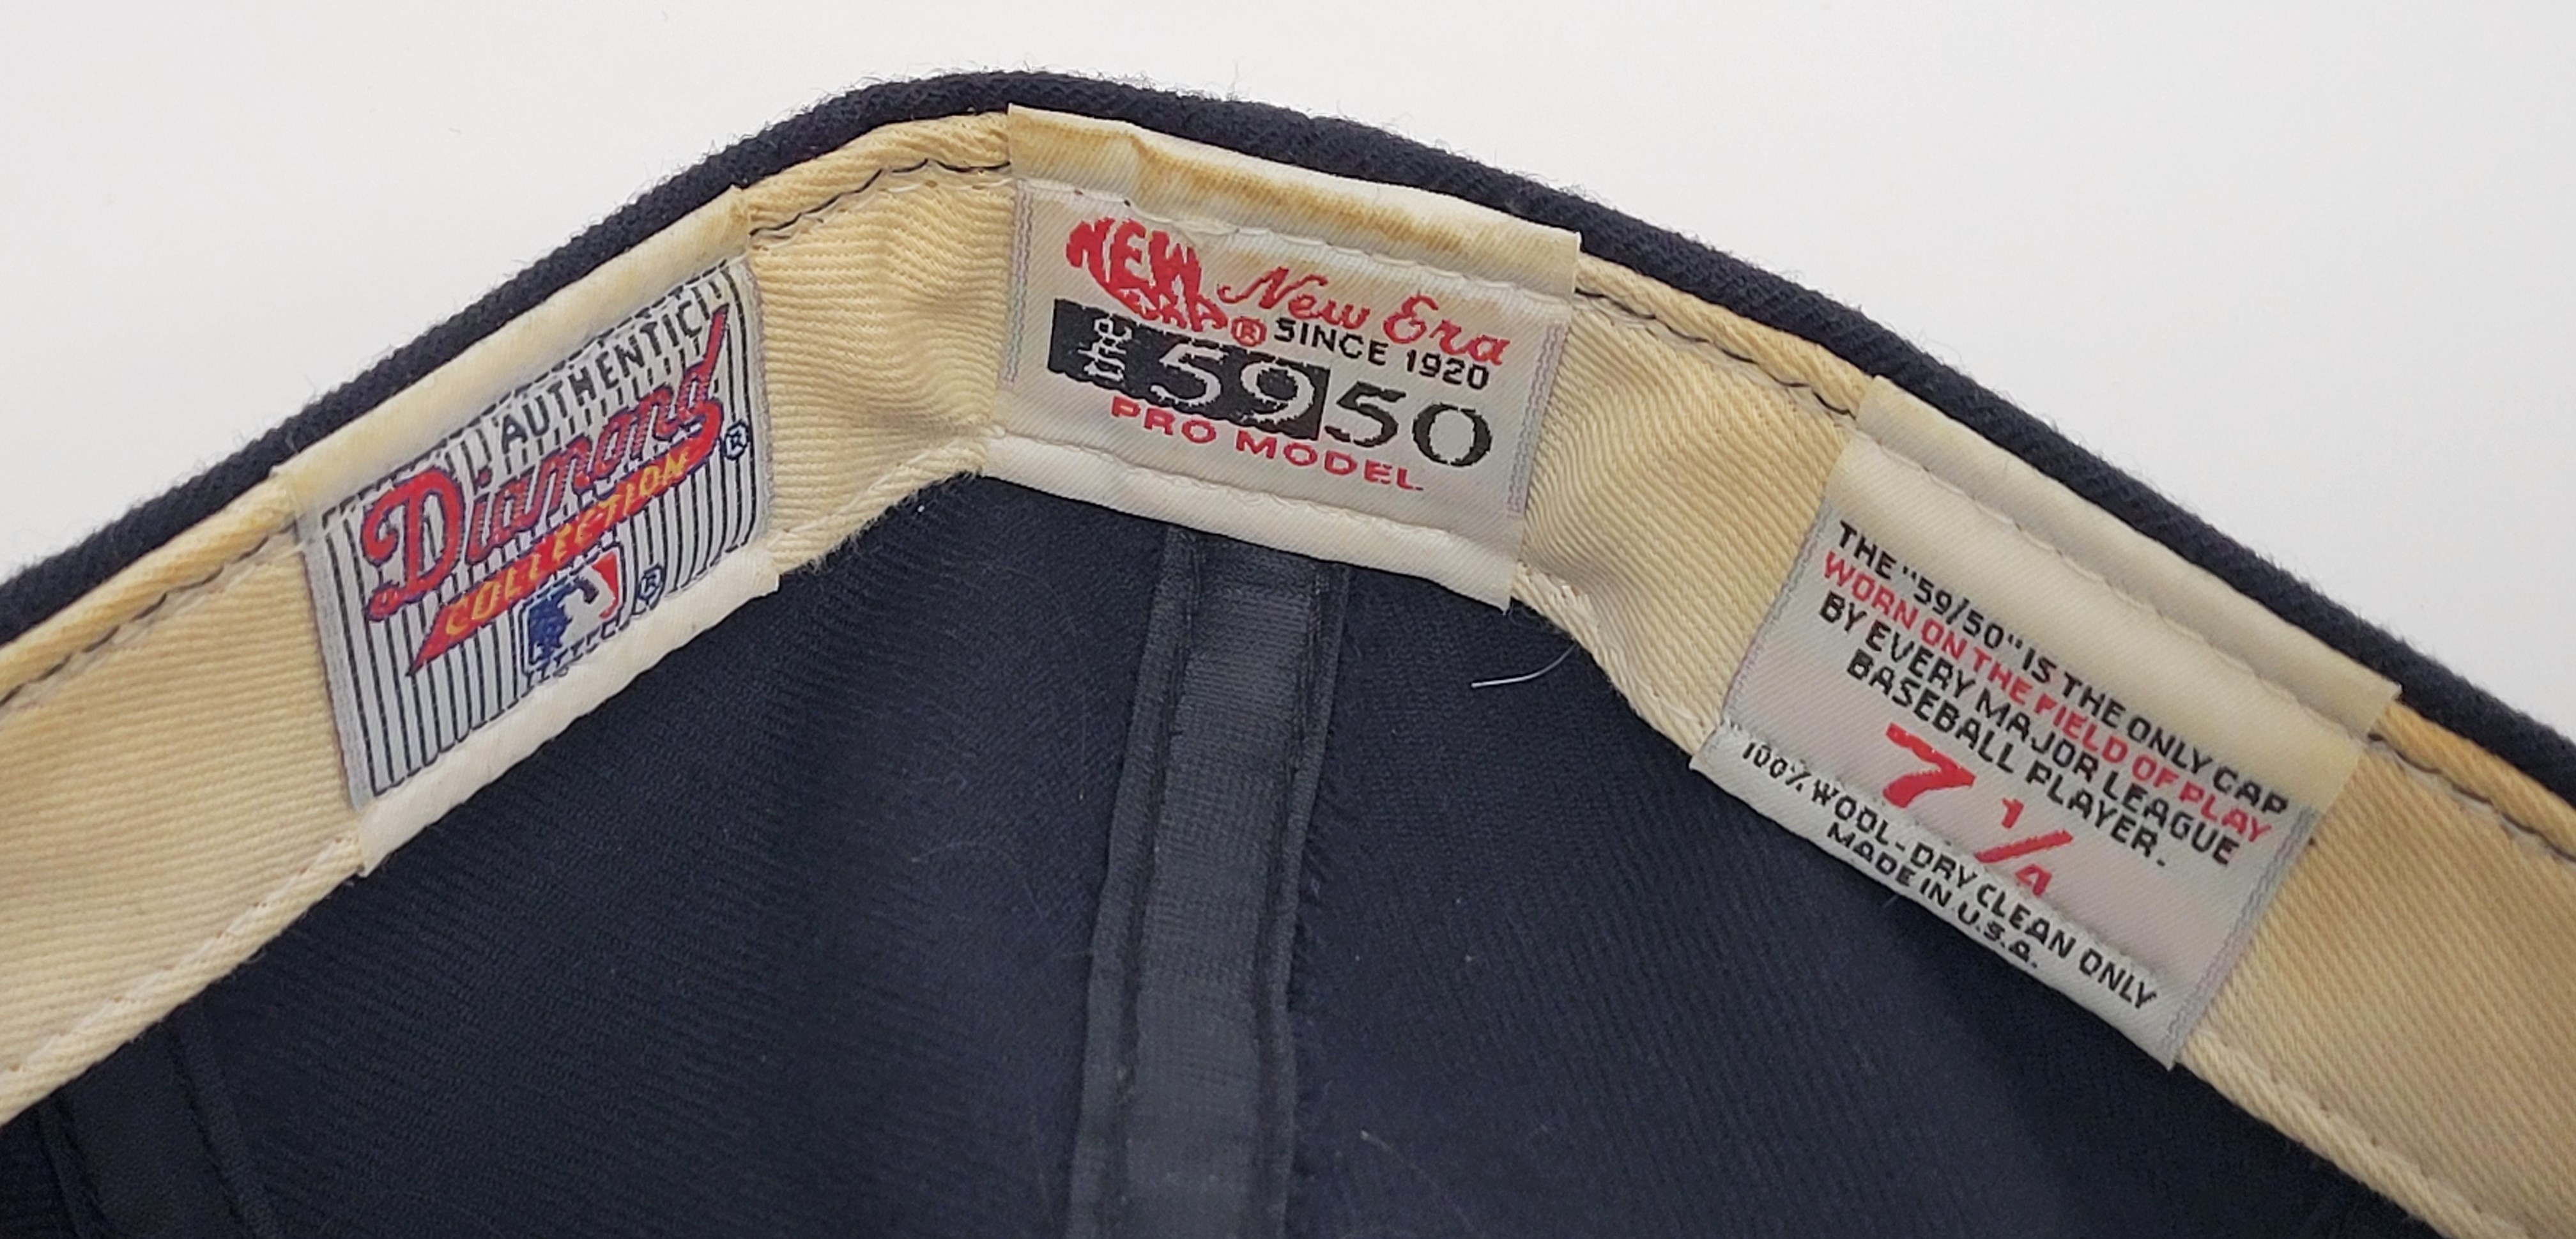 AUTHENTIC
Diamond ®
COLLECTION
®
NEW
ERA ®
New Era
SINCE 1920
5950
PRO MODEL
THE "59/50" IS THE ONLY CAP
WORN ON THE FIELD OF PLAY
BY EVERY MAJOR LEAGUE
BASEBALL PLAYER.
7 1/4
100% WOOL-DRY CLEAN ONLY
MADE IN U.S.A.